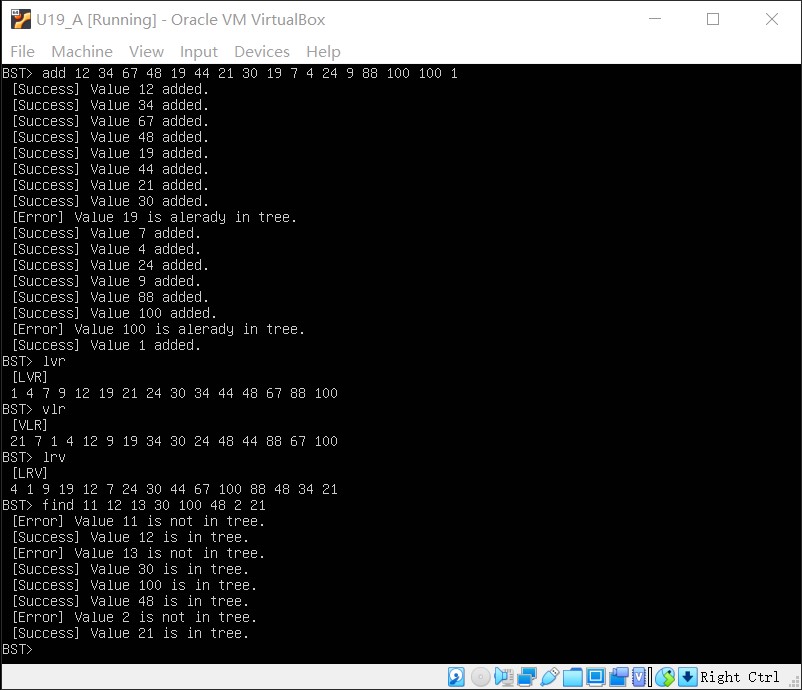 U19_A [Running] - Oracle VM VirtualBox
File Machine View Input Devices Help
BST> add 12 34 67 48 19 44 21 30 19 7 4 24 9 88 100 100 1
[Success] Value 12 added.
[Success] Value 34 added.
[Success] Value 67 added.
[Success] Value 48 added.
[Success] Value 19 added.
[Success] Value 44 added.
[Success] Value 21 added.
[Success] Value 30 added.
[Error] Value 19 is alerady in tree.
[Success] Value 7 added.
[Success] Value 4 added.
[Success] Value 24 added.
[Success] Value 9 added.
[Success] Value 88 added.
[Success] Value 100 added.
[Error] Value 100 is alerady in tree.
[Success] Value 1 added.
BST> lvr
[LVR]
1 4 7 9 12 19 21 24 30 34 44 48 67 88 100
BST> vlr
[VLR]
21 7 1 4 12 9 19 34 30 24 48 44 88 67 100
BST> lrv
[LRV]
4 1 9 19 12 7 24 30 44 67 100 88 48 34 21
BST> find 11 12 13 30 100 48 2 21
[Error] Value 11 is not in tree.
[Success] Value 12 is in tree.
[Error] Value 13 is not in tree.
[Success] Value 30 is in tree.
[Success] Value 100 is in tree.
[Success] Value 48 is in tree.
[Error] Value 2 is not in tree.
[Success] Value 21 is in tree.
BST>
Right Ctrl